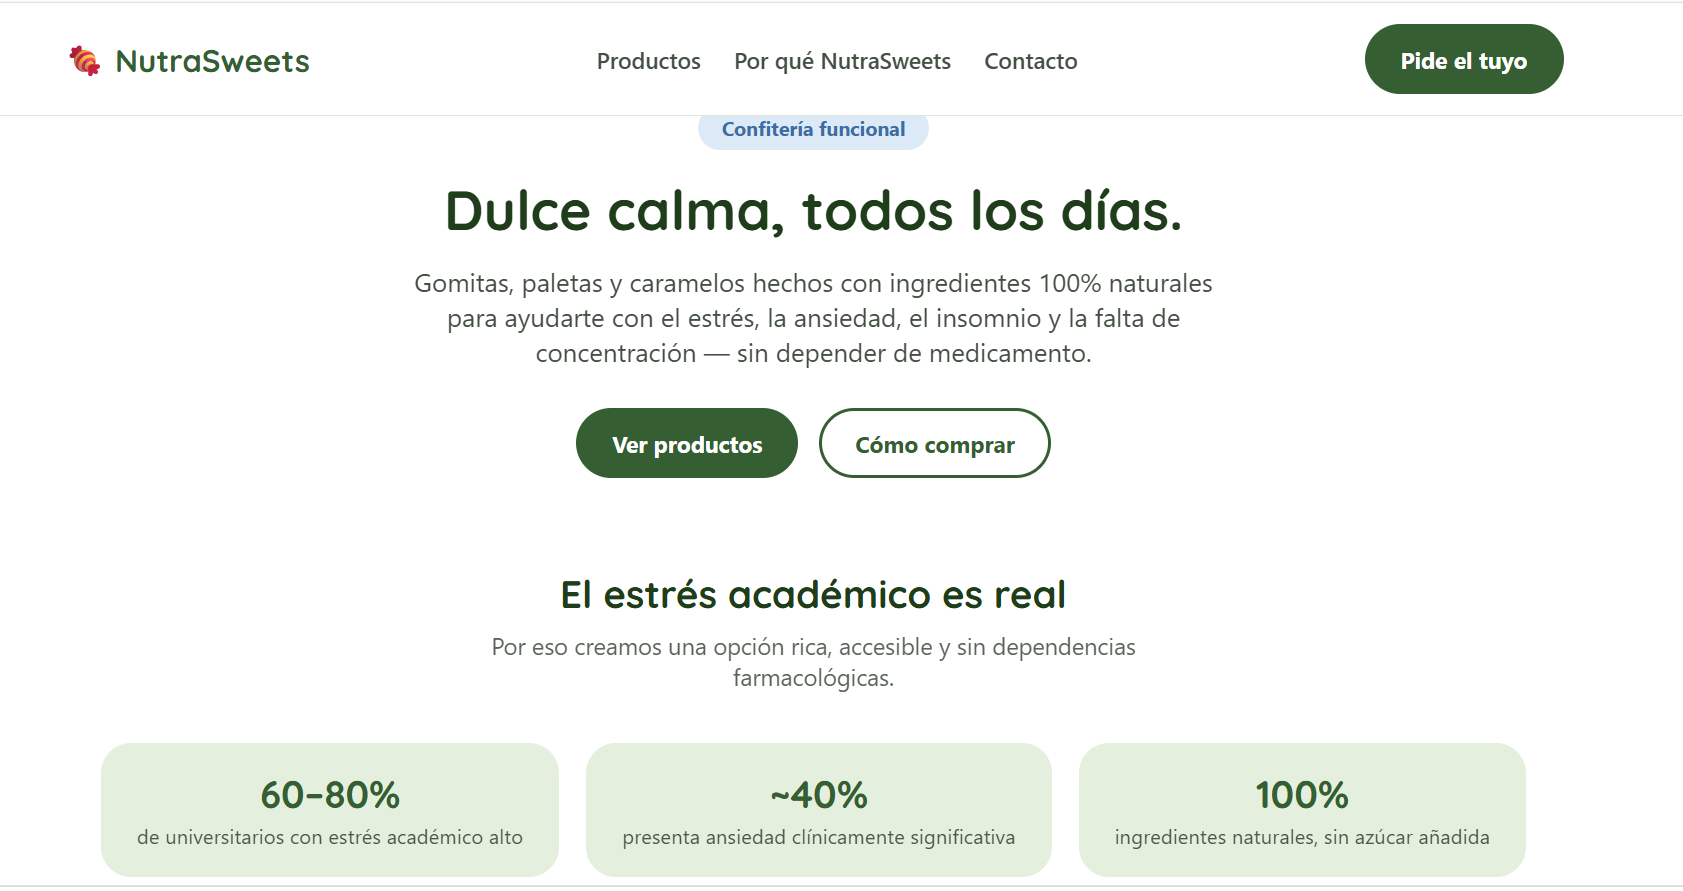 NutraSweets
Productos
Por qué NutraSweets
Contacto
Pide el tuyo
Confitería funcional
Dulce calma, todos los días.
Gomitas, paletas y caramelos hechos con ingredientes 100% naturales
para ayudarte con el estrés, la ansiedad, el insomnio y la falta de
concentración — sin depender de medicamento.
Ver productos
Cómo comprar
El estrés académico es real
Por eso creamos una opción rica, accesible y sin dependencias
farmacológicas.
60–80%
de universitarios con estrés académico alto
~40%
presenta ansiedad clínicamente significativa
100%
ingredientes naturales, sin azúcar añadida